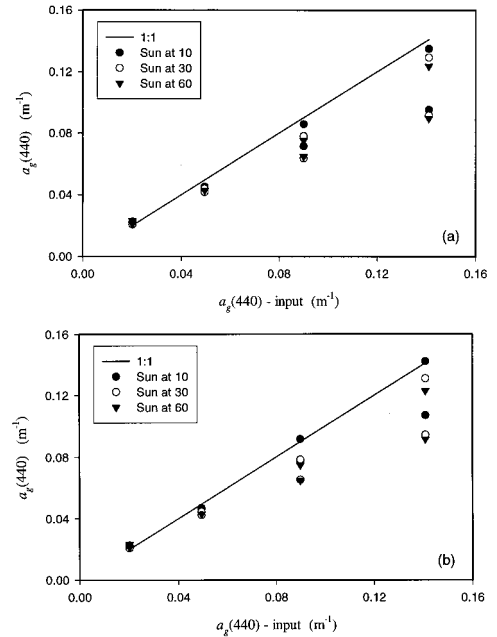 0.16
0.12
0.08
0.04
0.00
a_g(440) (m⁻¹)
1:1
Sun at 10
Sun at 30
Sun at 60
(a)
0.00 0.04 0.08 0.12 0.16
a_g(440) - input (m⁻¹)
0.16
0.12
0.08
0.04
0.00
a_g(440) (m⁻¹)
1:1
Sun at 10
Sun at 30
Sun at 60
(b)
0.00 0.04 0.08 0.12 0.16
a_g(440) - input (m⁻¹)